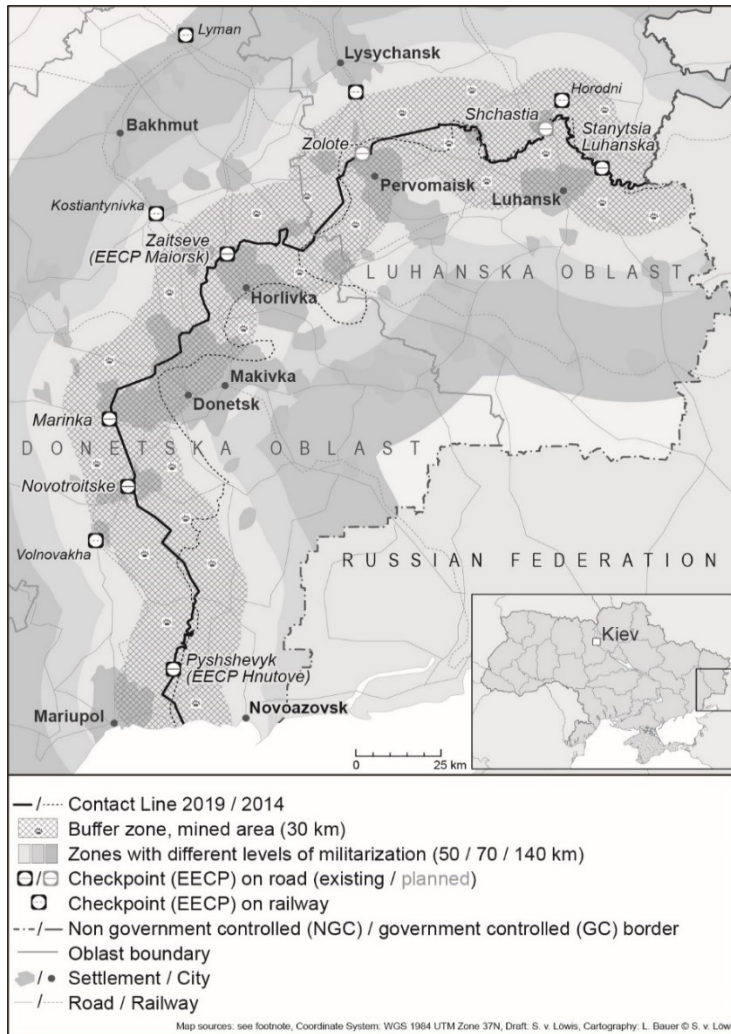 Lyman
Lysychansk
Horodni
Bakhmut
Shchastia
Stanytsia
Luhanska
Zolote
Pervomaisk
Luhansk
Kostiantynivka
Zaitseve
(EECP Maiorsk)
LUHANSKA OBLAST
Horlivka
Makivka
Donetsk
Marinka
DONETSKA OBLAST
Novotroitske
Volnovakha
RUSSIAN FEDERATION
Kiev
Pyshshevyk
(EECP Hnutove)
Mariupol
Novoazovsk
0 25 km
Contact Line 2019 / 2014
Buffer zone, mined area (30 km)
Zones with different levels of militarization (50 / 70 / 140 km)
Checkpoint (EECP) on road (existing / planned)
Checkpoint (EECP) on railway
Non government controlled (NGC) / government controlled (GC) border
Oblast boundary
Settlement / City
Road / Railway
Map sources: see footnote, Coordinate System: WGS 1984 UTM Zone 37N, Draft: S. v. Löwis, Cartography: L. Bauer © S. v. Löw